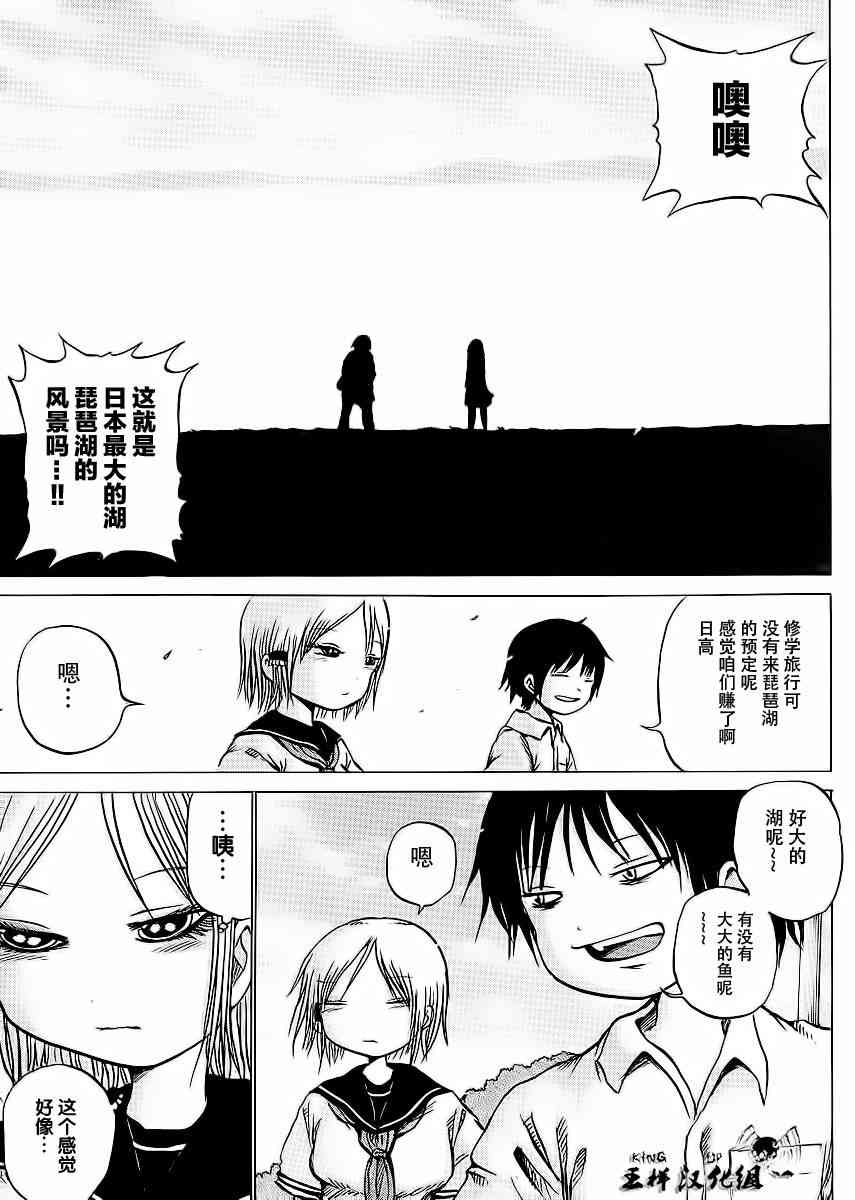 噢噢
这就是
日本最大的湖
琵琶湖的
风景吗…!!
修学旅行可
没有来琵琶湖
的预定呢
感觉咱们赚了啊
日高
嗯…
好大的
湖呢~~
有没有
大大的鱼呢
~~~
嗯
…咦…
这个感觉
好像…
KING UP
王样汉化组